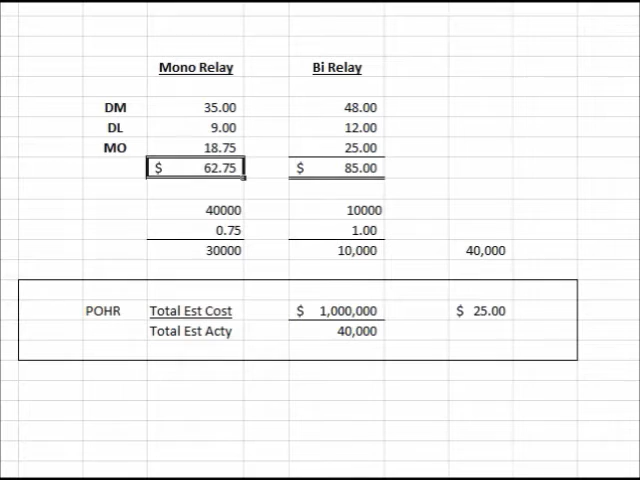 Mono Relay Bi Relay
DM 35.00 48.00
DL 9.00 12.00
MO 18.75 25.00
$ 62.75 $ 85.00
40000 10000
0.75 1.00
30000 10,000 40,000
POHR Total Est Cost $ 1,000,000 $ 25.00
Total Est Acty 40,000